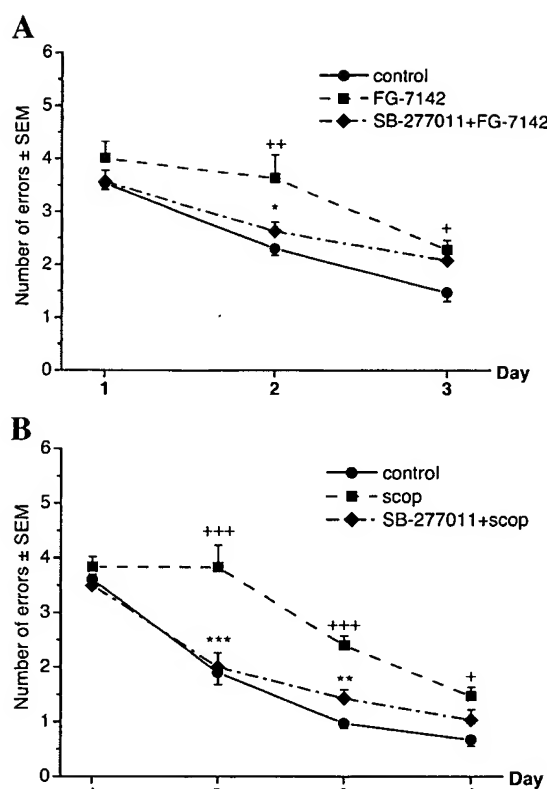 A
6
control
FG-7142
SB-277011+FG-7142
5
++
4
*
3
+
2
1
0
Number of errors ± SEM
1 2 3 Day
B
6
control
scop
SB-277011+scop
5
+++
4
3
+++
***
**
2
+
1
0
Number of errors ± SEM
Day